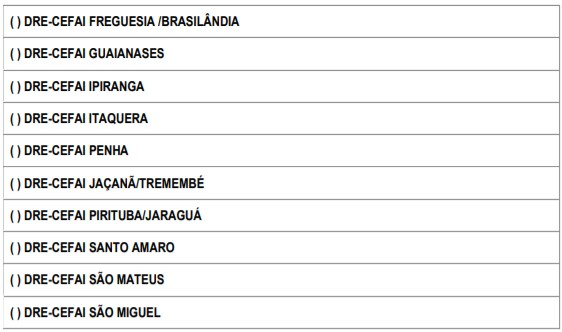 ( ) DRE-CEFAI FREGUESIA /BRASILÂNDIA
( ) DRE-CEFAI GUAIANASES
( ) DRE-CEFAI IPIRANGA
( ) DRE-CEFAI ITAQUERA
( ) DRE-CEFAI PENHA
( ) DRE-CEFAI JAÇANÃ/TREMEMBÉ
( ) DRE-CEFAI PIRITUBA/JARAGUÁ
( ) DRE-CEFAI SANTO AMARO
( ) DRE-CEFAI SÃO MATEUS
( ) DRE-CEFAI SÃO MIGUEL